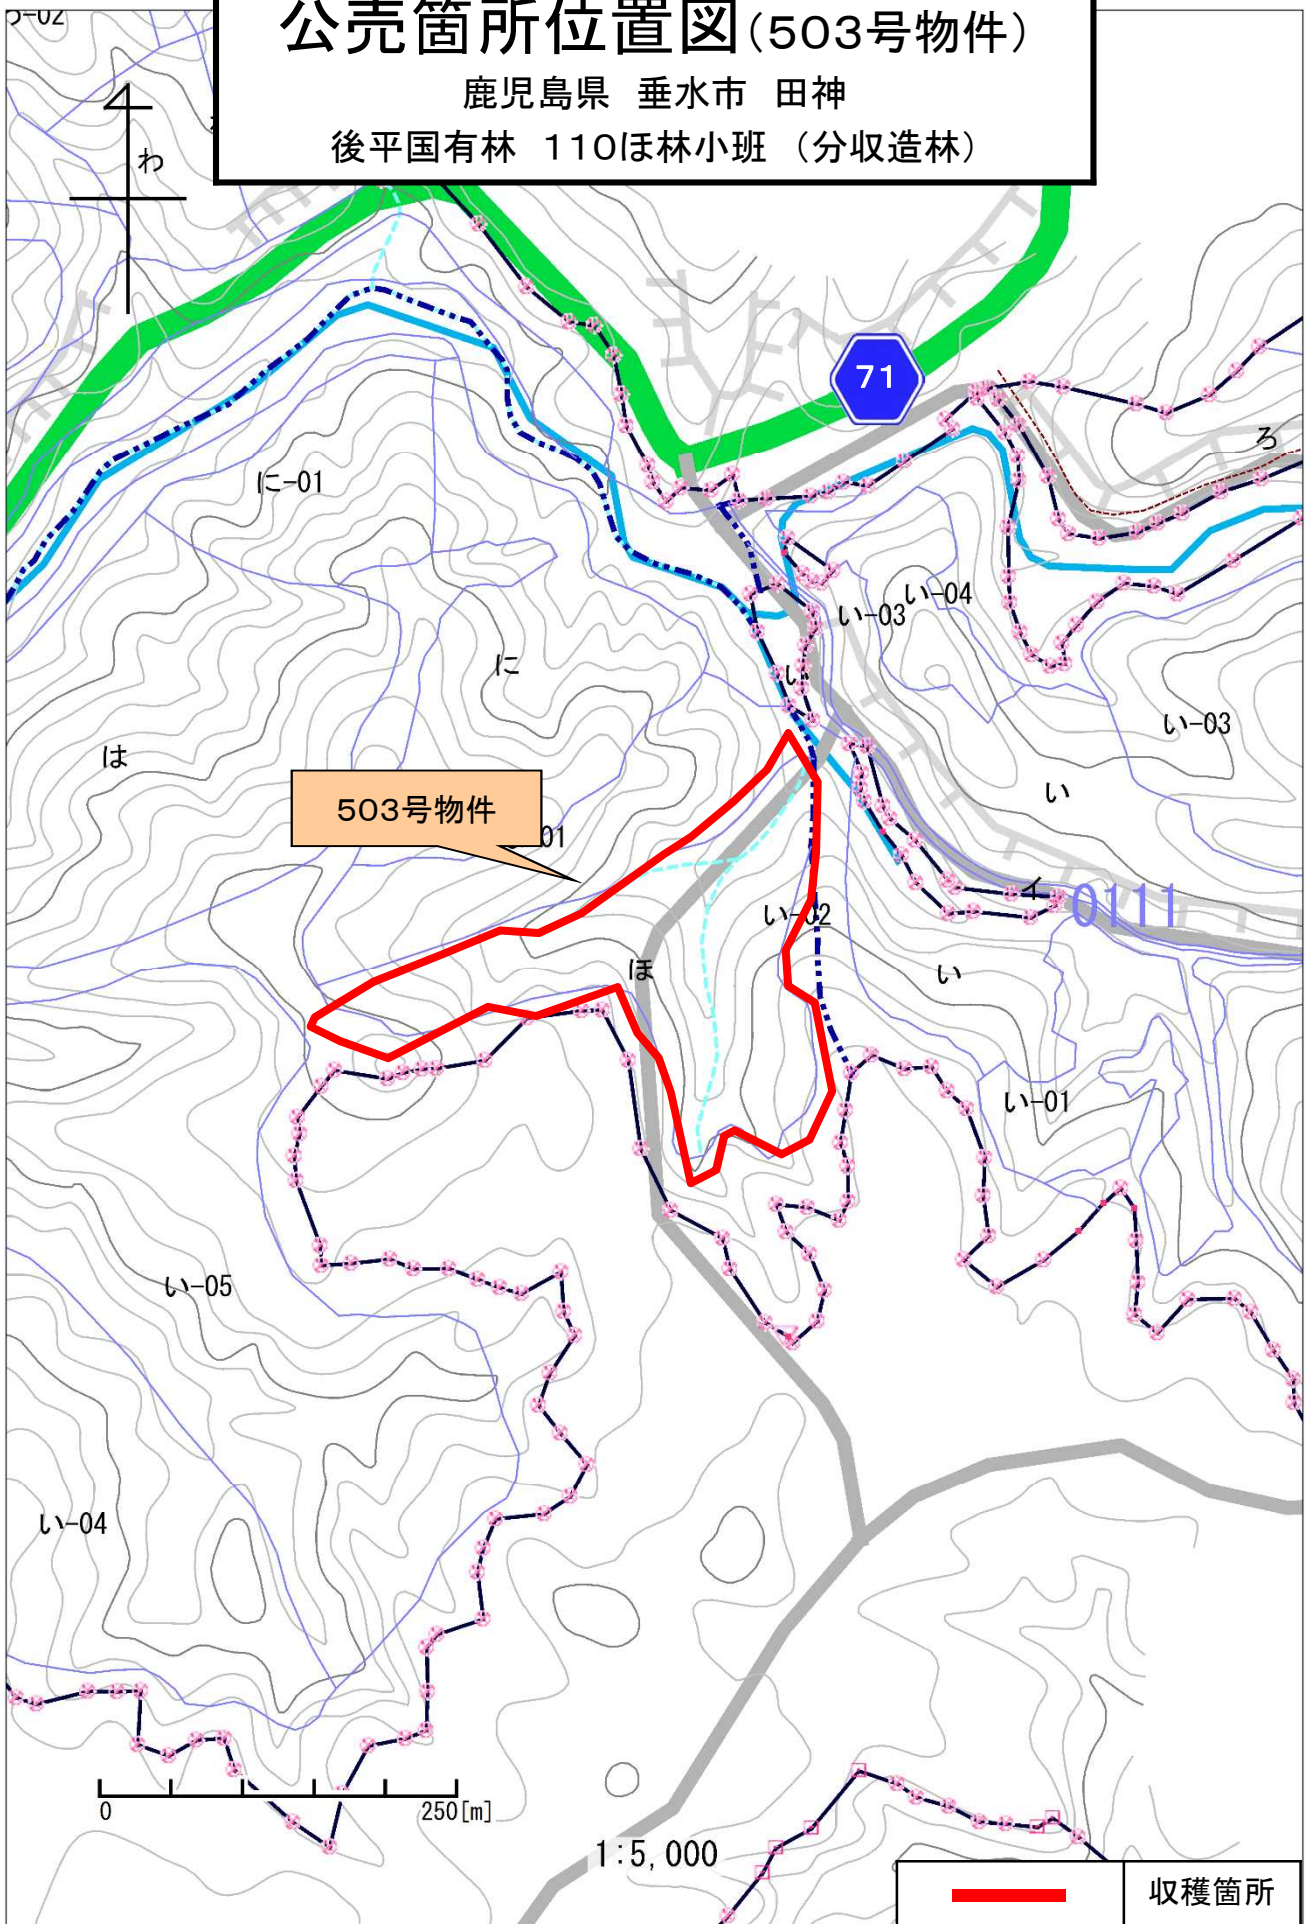 公売箇所位置図(503号物件)
鹿児島県 垂水市 田神
後平国有林 110ほ林小班 (分収造林)
わ
71
ろ
に-01
い-04
い-03
に
い
い-03
は
い
503号物件
01
イ
0111
い-02
ほ
い
い-01
い-05
い-04
0
250[m]
1:5,000
収穫箇所